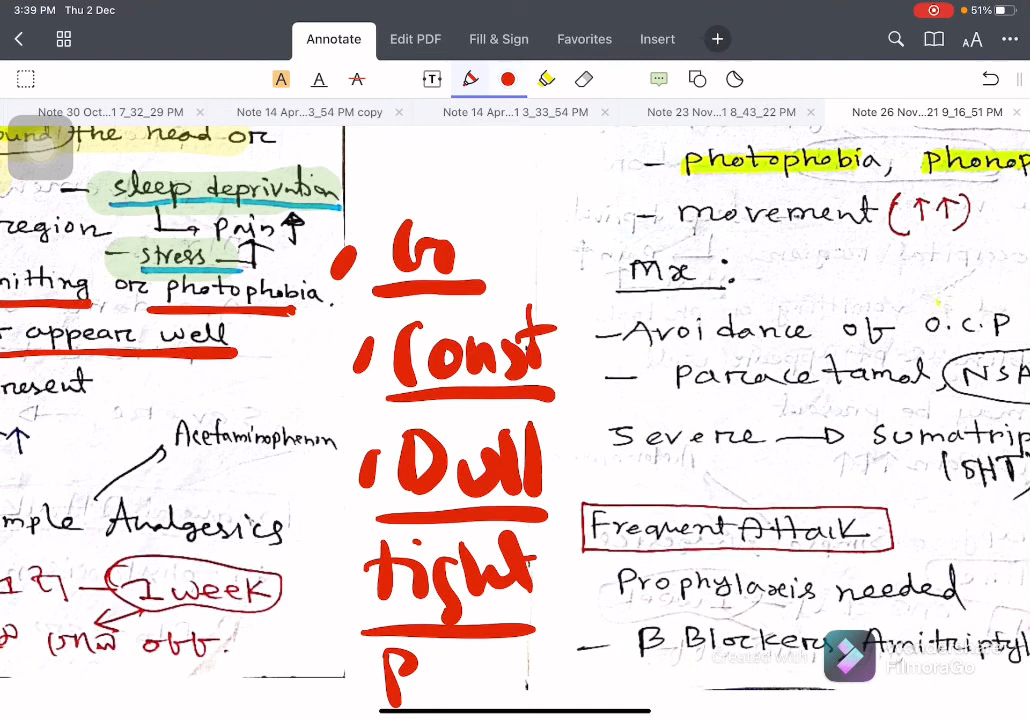 3:39 PM Thu 2 Dec
51%
Annotate
Edit PDF
Fill & Sign
Favorites
Insert
Note 30 Oct...1 7_32_29 PM
Note 14 Apr...3_54 PM copy
Note 14 Apr...1 3_33_54 PM
Note 23 Nov...1 8_43_22 PM
Note 26 Nov...21 9_16_51 PM
ound the head or
- sleep deprivation
region
pain ↑
- stress ↑
mitting or photophobia.
appear well
resent
↑
Acetaminophenon
mple Analgesics
1 week
Const
Dull
tight
P
- photophobia, phonop
- movement (↑↑)
Mx :
- Avoidance of O.C.P
- Paracetamol, NSA
Severe → Sumatrip
(5HT
Frequent Attack
Prophylaxis needed
- B Blockers, Amitriptyl
Created with
FilmoraGo